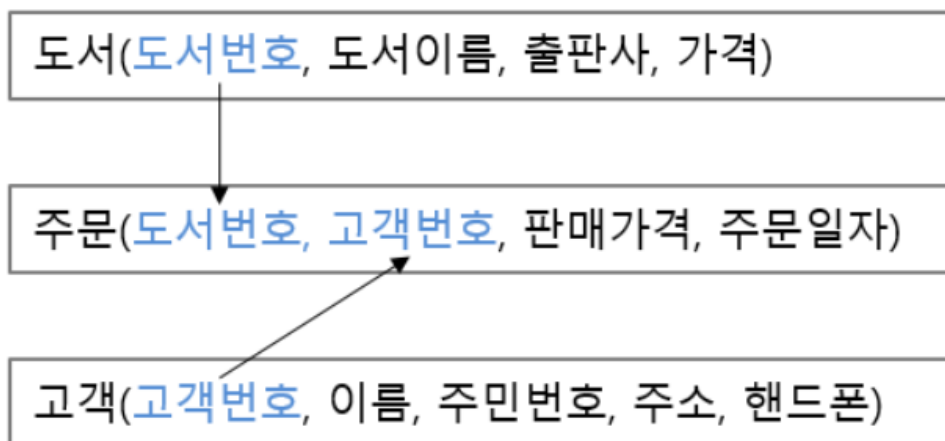 도서(도서번호, 도서이름, 출판사, 가격)
주문(도서번호, 고객번호, 판매가격, 주문일자)
고객(고객번호, 이름, 주민번호, 주소, 핸드폰)